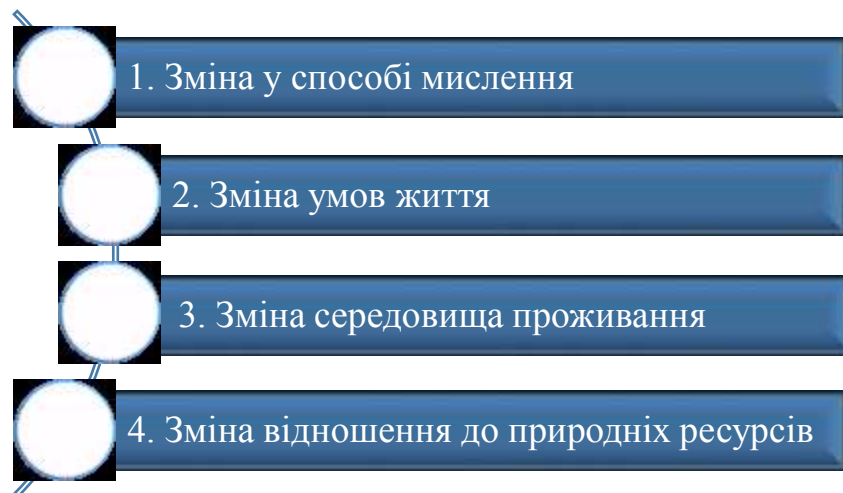 1. Зміна у способі мислення
2. Зміна умов життя
3. Зміна середовища проживання
4. Зміна відношення до природніх ресурсів